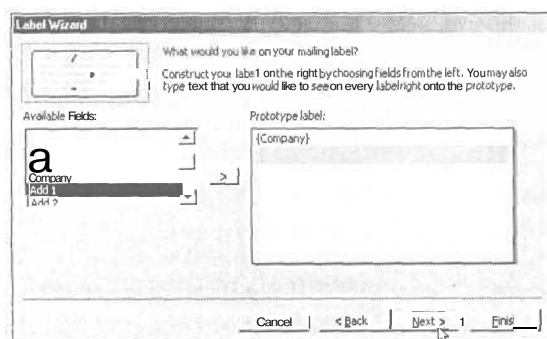 Label Wizard
What would you like on your mailing label?
Construct your labe1 on the right by choosing fields from the left. You may also
type text that you would like to see on every label right onto the prototype.
Available Fields:
Prototype label:
a
Company
Add 1
Add 2
>
{Company}
Cancel
< Back
Next > 1
Finis